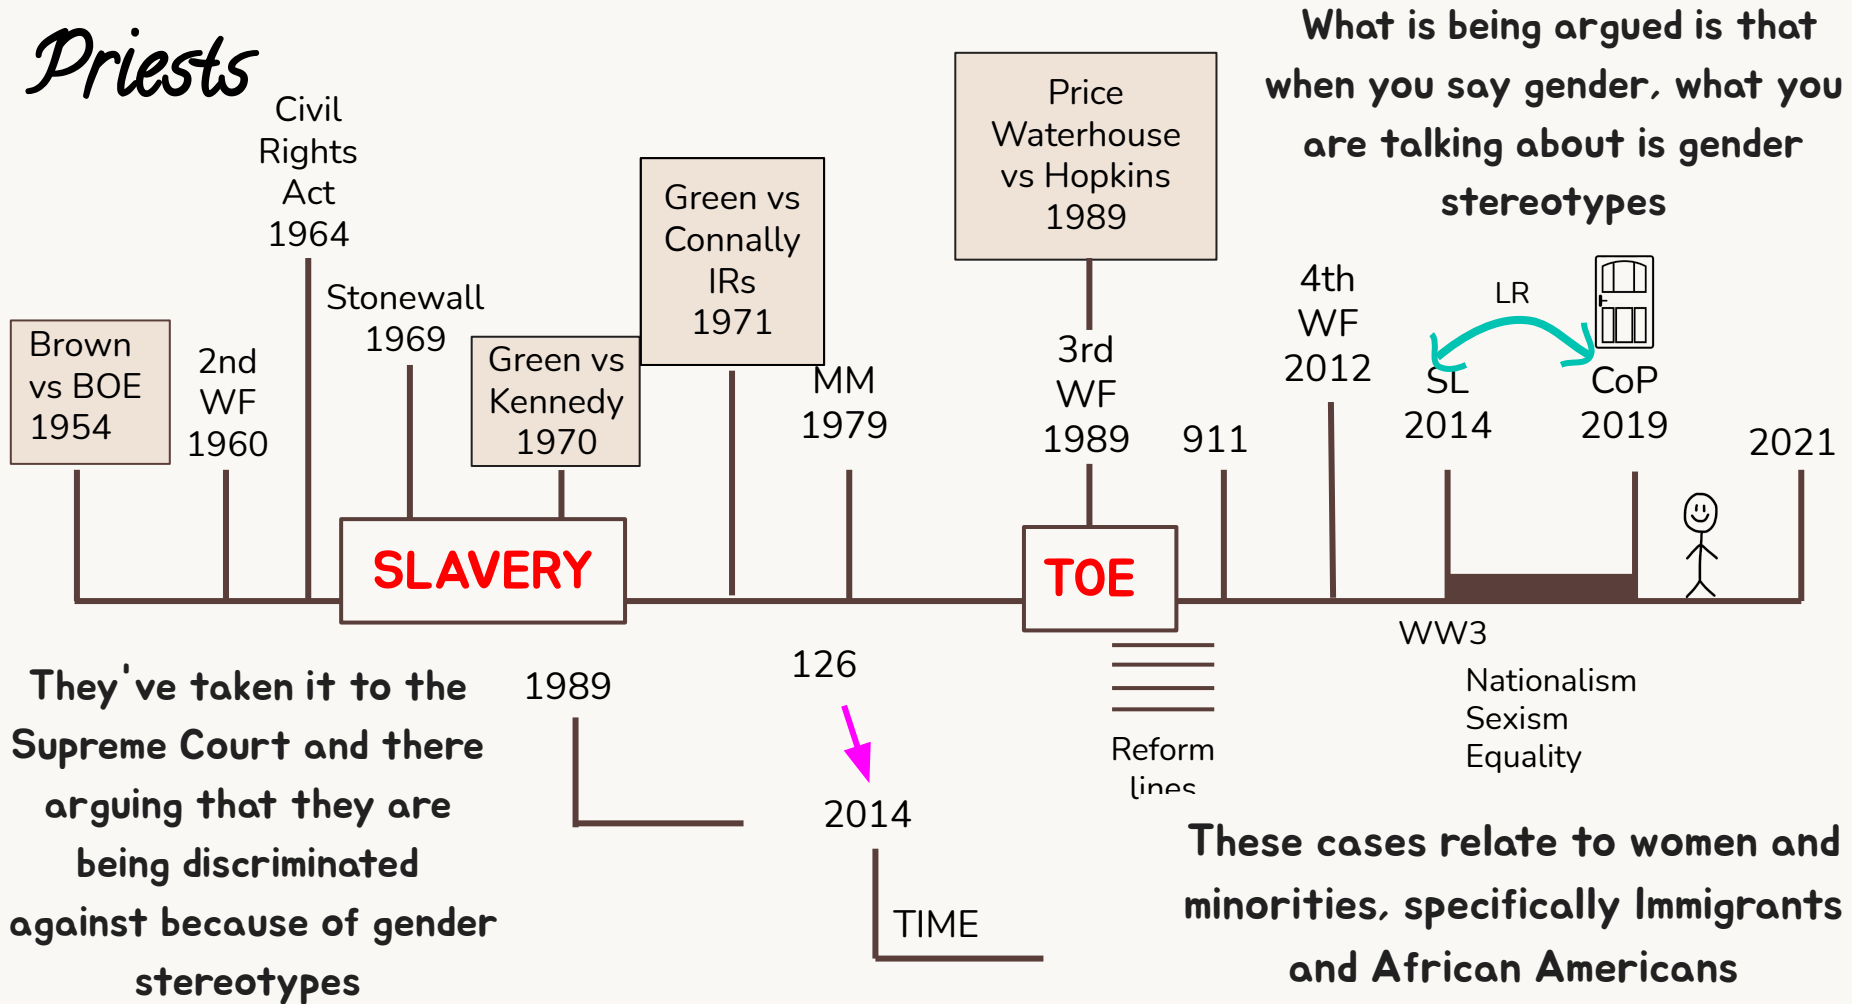 Priests
Civil
Rights
Act
1964
Stonewall
1969
Brown
vs BOE
1954
2nd
WF
1960
Green vs
Kennedy
1970
Green vs
Connally
IRs
1971
MM
1979
Price
Waterhouse
vs Hopkins
1989
3rd
WF
1989
911
4th
WF
2012
What is being argued is that
when you say gender, what you
are talking about is gender
stereotypes
LR
SL
2014
CoP
2019
2021
SLAVERY
TOE
WW3
Nationalism
Sexism
Equality
Reform
lines
They've taken it to the
Supreme Court and there
arguing that they are
being discriminated
against because of gender
stereotypes
1989
126
2014
TIME
These cases relate to women and
minorities, specifically Immigrants
and African Americans